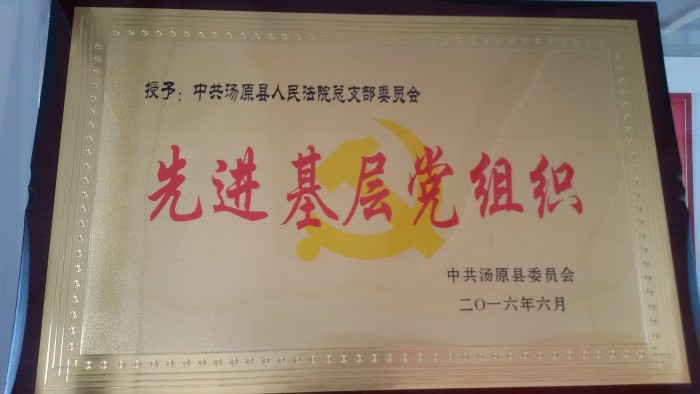 授予：中共汤原县人民法院总支部委员会
先进基层党组织
中共汤原县委员会
二〇一六年六月